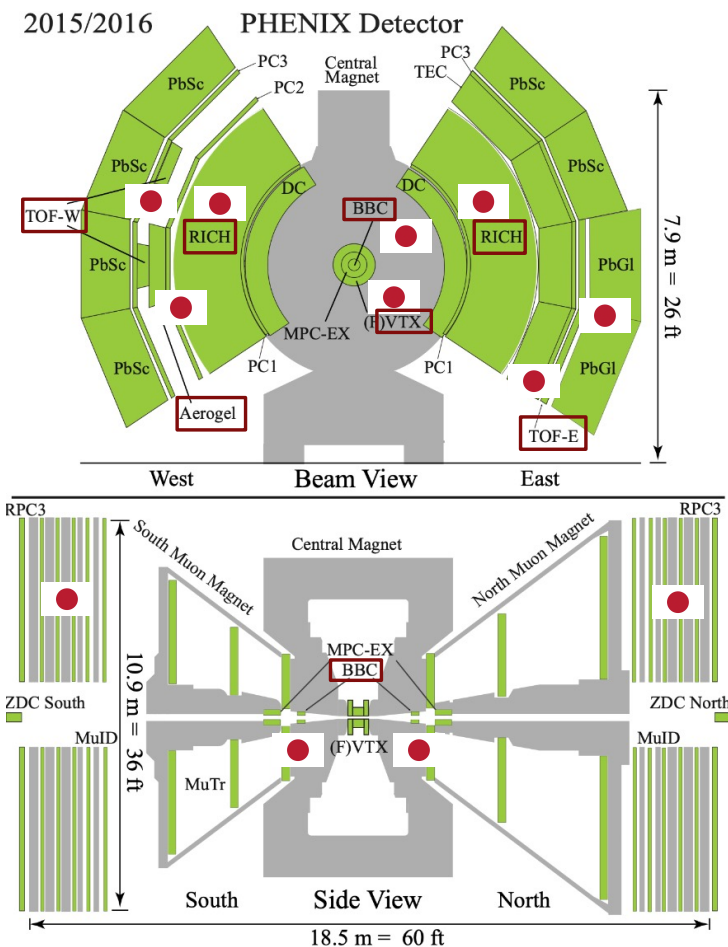 2015/2016 PHENIX Detector
Central
Magnet
PC3
PC3
TEC
PbSc
PbSc
PC2
PbSc
PbSc
DC
DC
TOF-W
BBC
RICH
RICH
PbSc
PbGl
MPC-EX
(F)VTX
PC1
PC1
PbSc
PbGl
Aerogel
TOF-E
7.9 m = 26 ft
West
Beam View
East
RPC3
RPC3
South Muon Magnet
Central Magnet
North Muon Magnet
MPC-EX
BBC
10.9 m = 36 ft
ZDC South
ZDC North
MuID
MuID
(F)VTX
MuTr
South
Side View
North
18.5 m = 60 ft